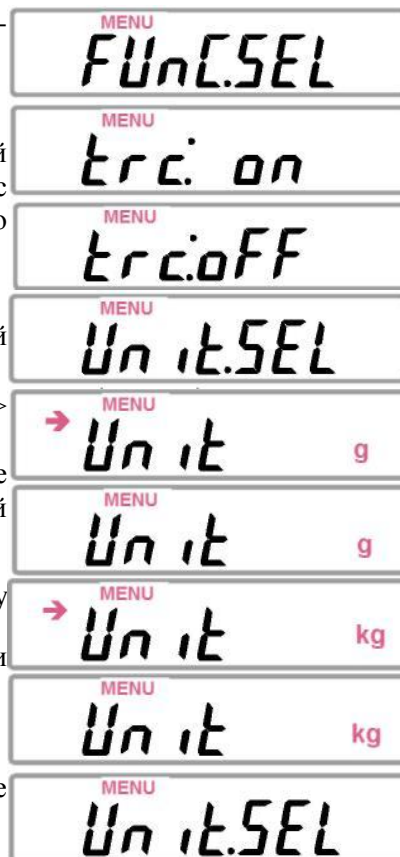 MENU
FUnC.SEL
MENU
trc: on
й
с
о
MENU
trc:oFF
MENU
Un it.SEL
й
>
MENU
➔ Un it g
е
й
MENU
Un it g
у
MENU
➔ Un it kg
и
MENU
Un it kg
е
MENU
Un it.SEL